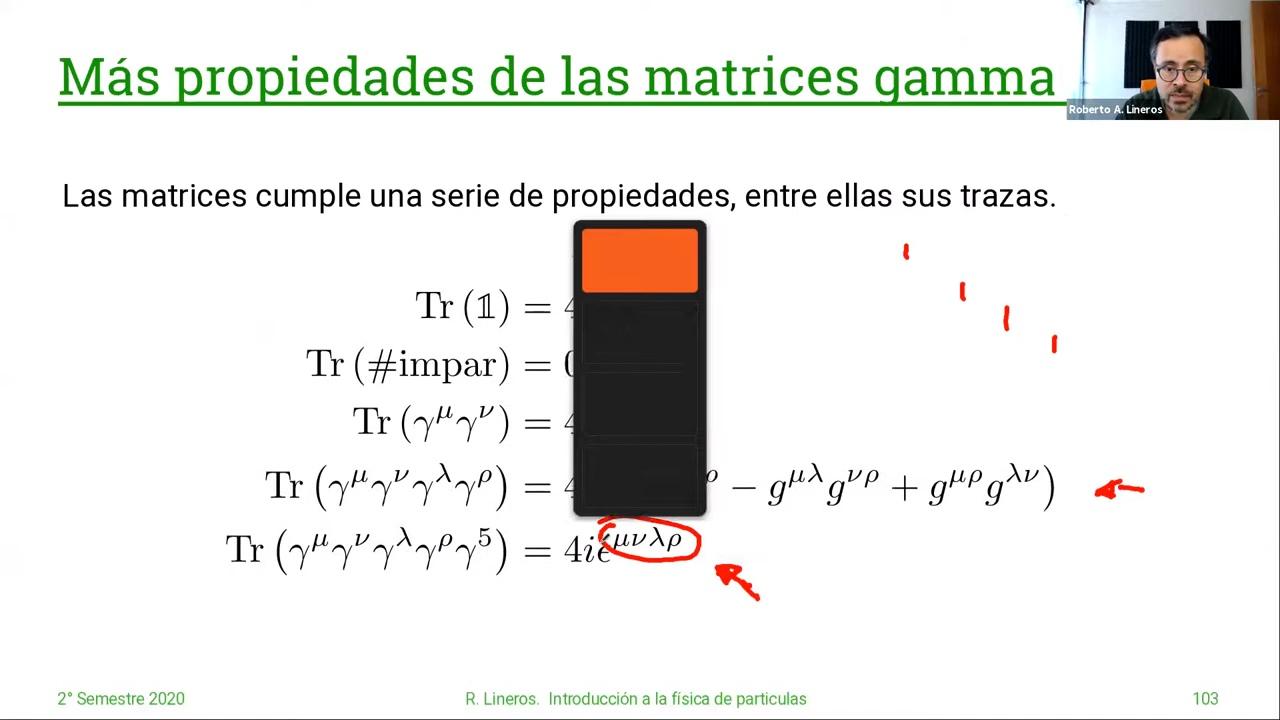 Más propiedades de las matrices gamma
Roberto A. Lineros
Las matrices cumple una serie de propiedades, entre ellas sus trazas.
Tr (𝟙) = 4
Tr (#impar) = 0
Tr (γ^μ γ^ν) = 4
Tr (γ^μ γ^ν γ^λ γ^ρ) = 4 ^ρ − g^{μλ} g^{νρ} + g^{μρ} g^{λν})
Tr (γ^μ γ^ν γ^λ γ^ρ γ^5) = 4iϵ^{μνλρ}
2° Semestre 2020
R. Lineros. Introducción a la física de particulas
103